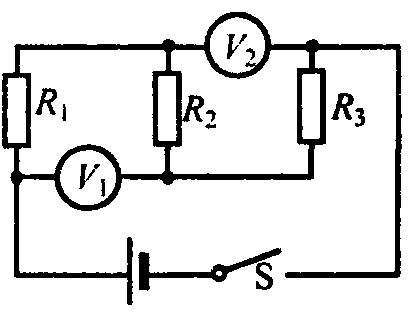 V₂
R₁ R₂ R₃
V₁
S